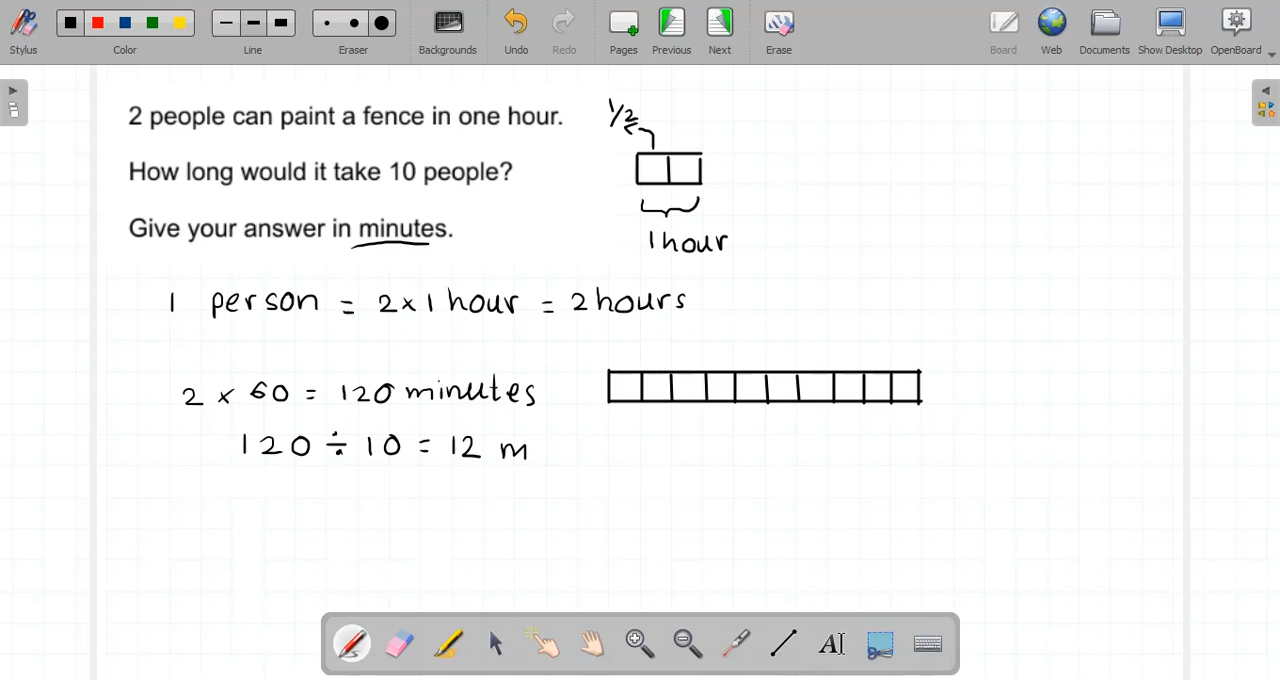 Stylus
Color
Line
Eraser
Backgrounds
Undo
Redo
Pages
Previous
Next
Erase
Board
Web
Documents
Show Desktop
OpenBoard
2 people can paint a fence in one hour.
How long would it take 10 people?
Give your answer in minutes.
1/2
1 hour
1 person = 2 × 1 hour = 2 hours
2 × 60 = 120 minutes
120 ÷ 10 = 12 m